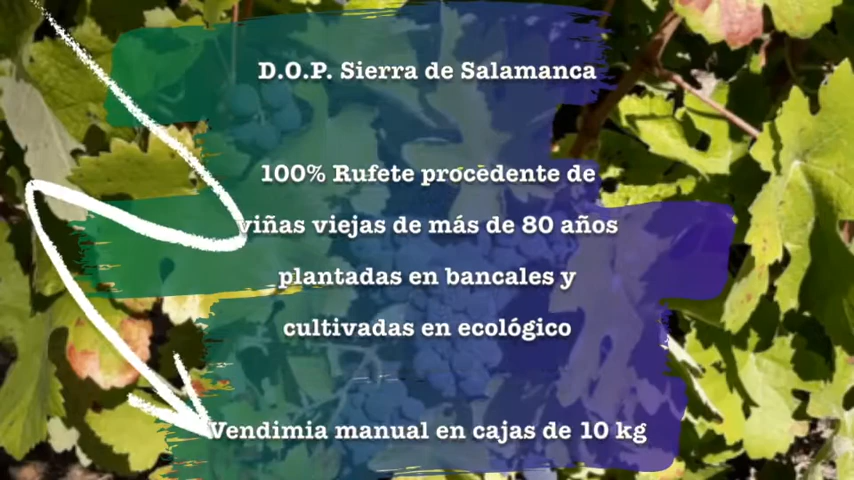 D.O.P. Sierra de Salamanca
100% Rufete procedente de
viñas viejas de más de 80 años
plantadas en bancales y
cultivadas en ecológico
Vendimia manual en cajas de 10 kg